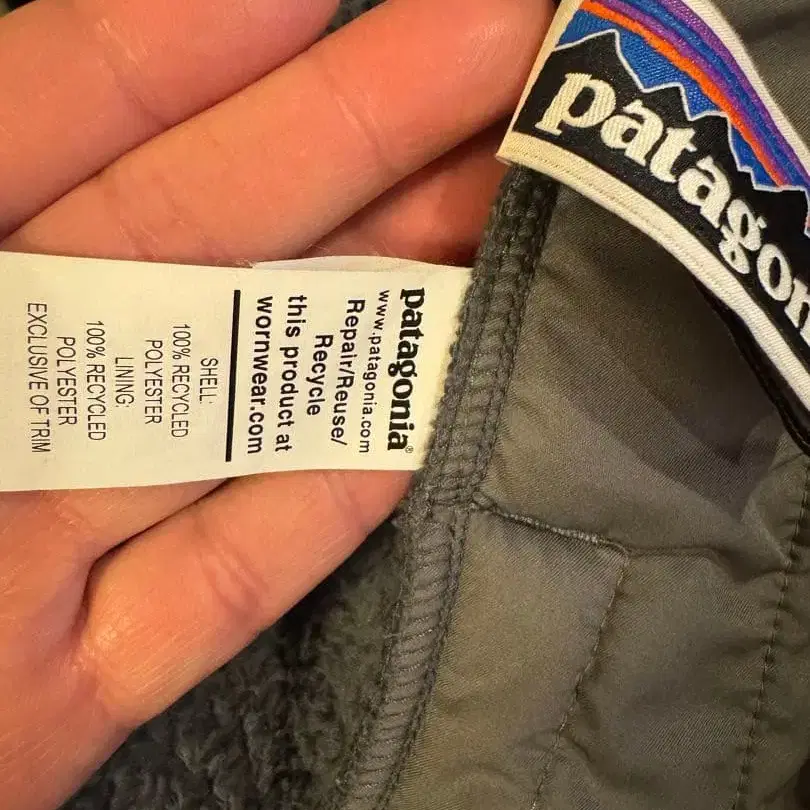 patagon
patagonia®
www.patagonia.com
Repair/Reuse/
Recycle
this product at
wornwear.com
SHELL:
100% RECYCLED
POLYESTER
LINING:
100% RECYCLED
POLYESTER
EXCLUSIVE OF TRIM